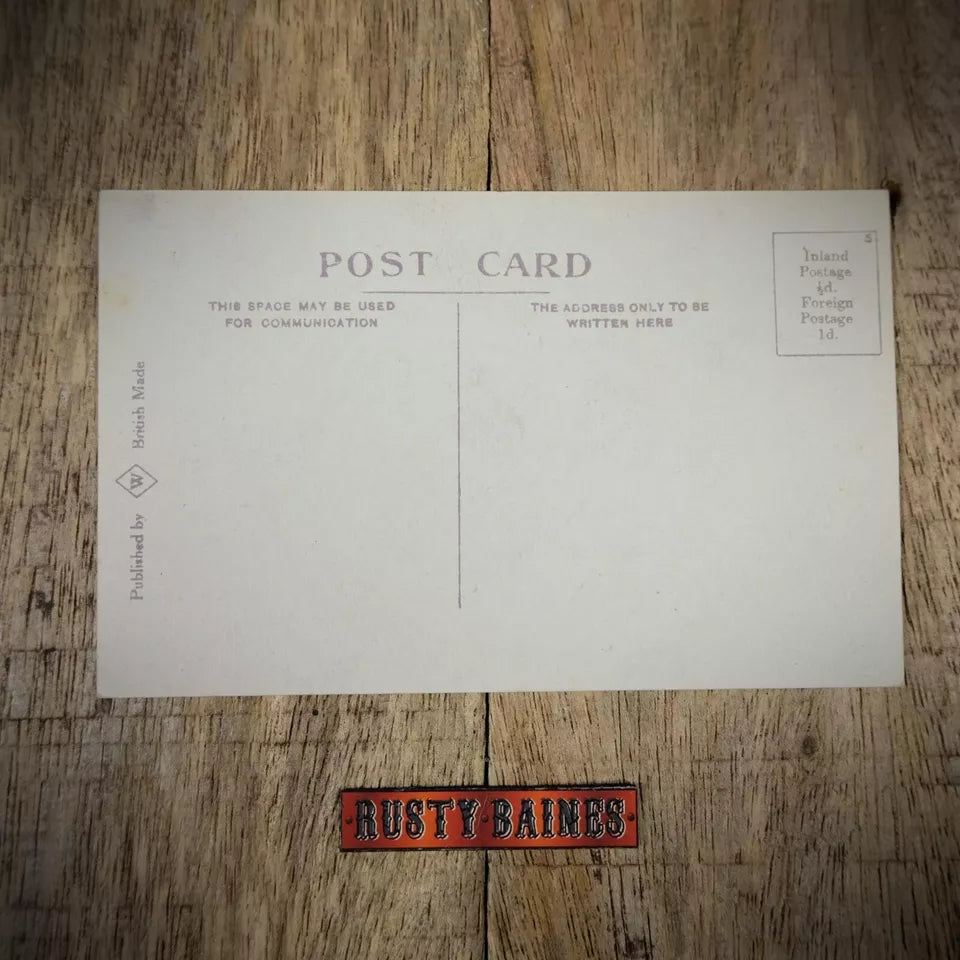 POST CARD
THIS SPACE MAY BE USED
FOR COMMUNICATION
THE ADDRESS ONLY TO BE
WRITTEN HERE
S
Inland
Postage
½d.
Foreign
Postage
1d.
Published by W British Made
RUSTY BAINES